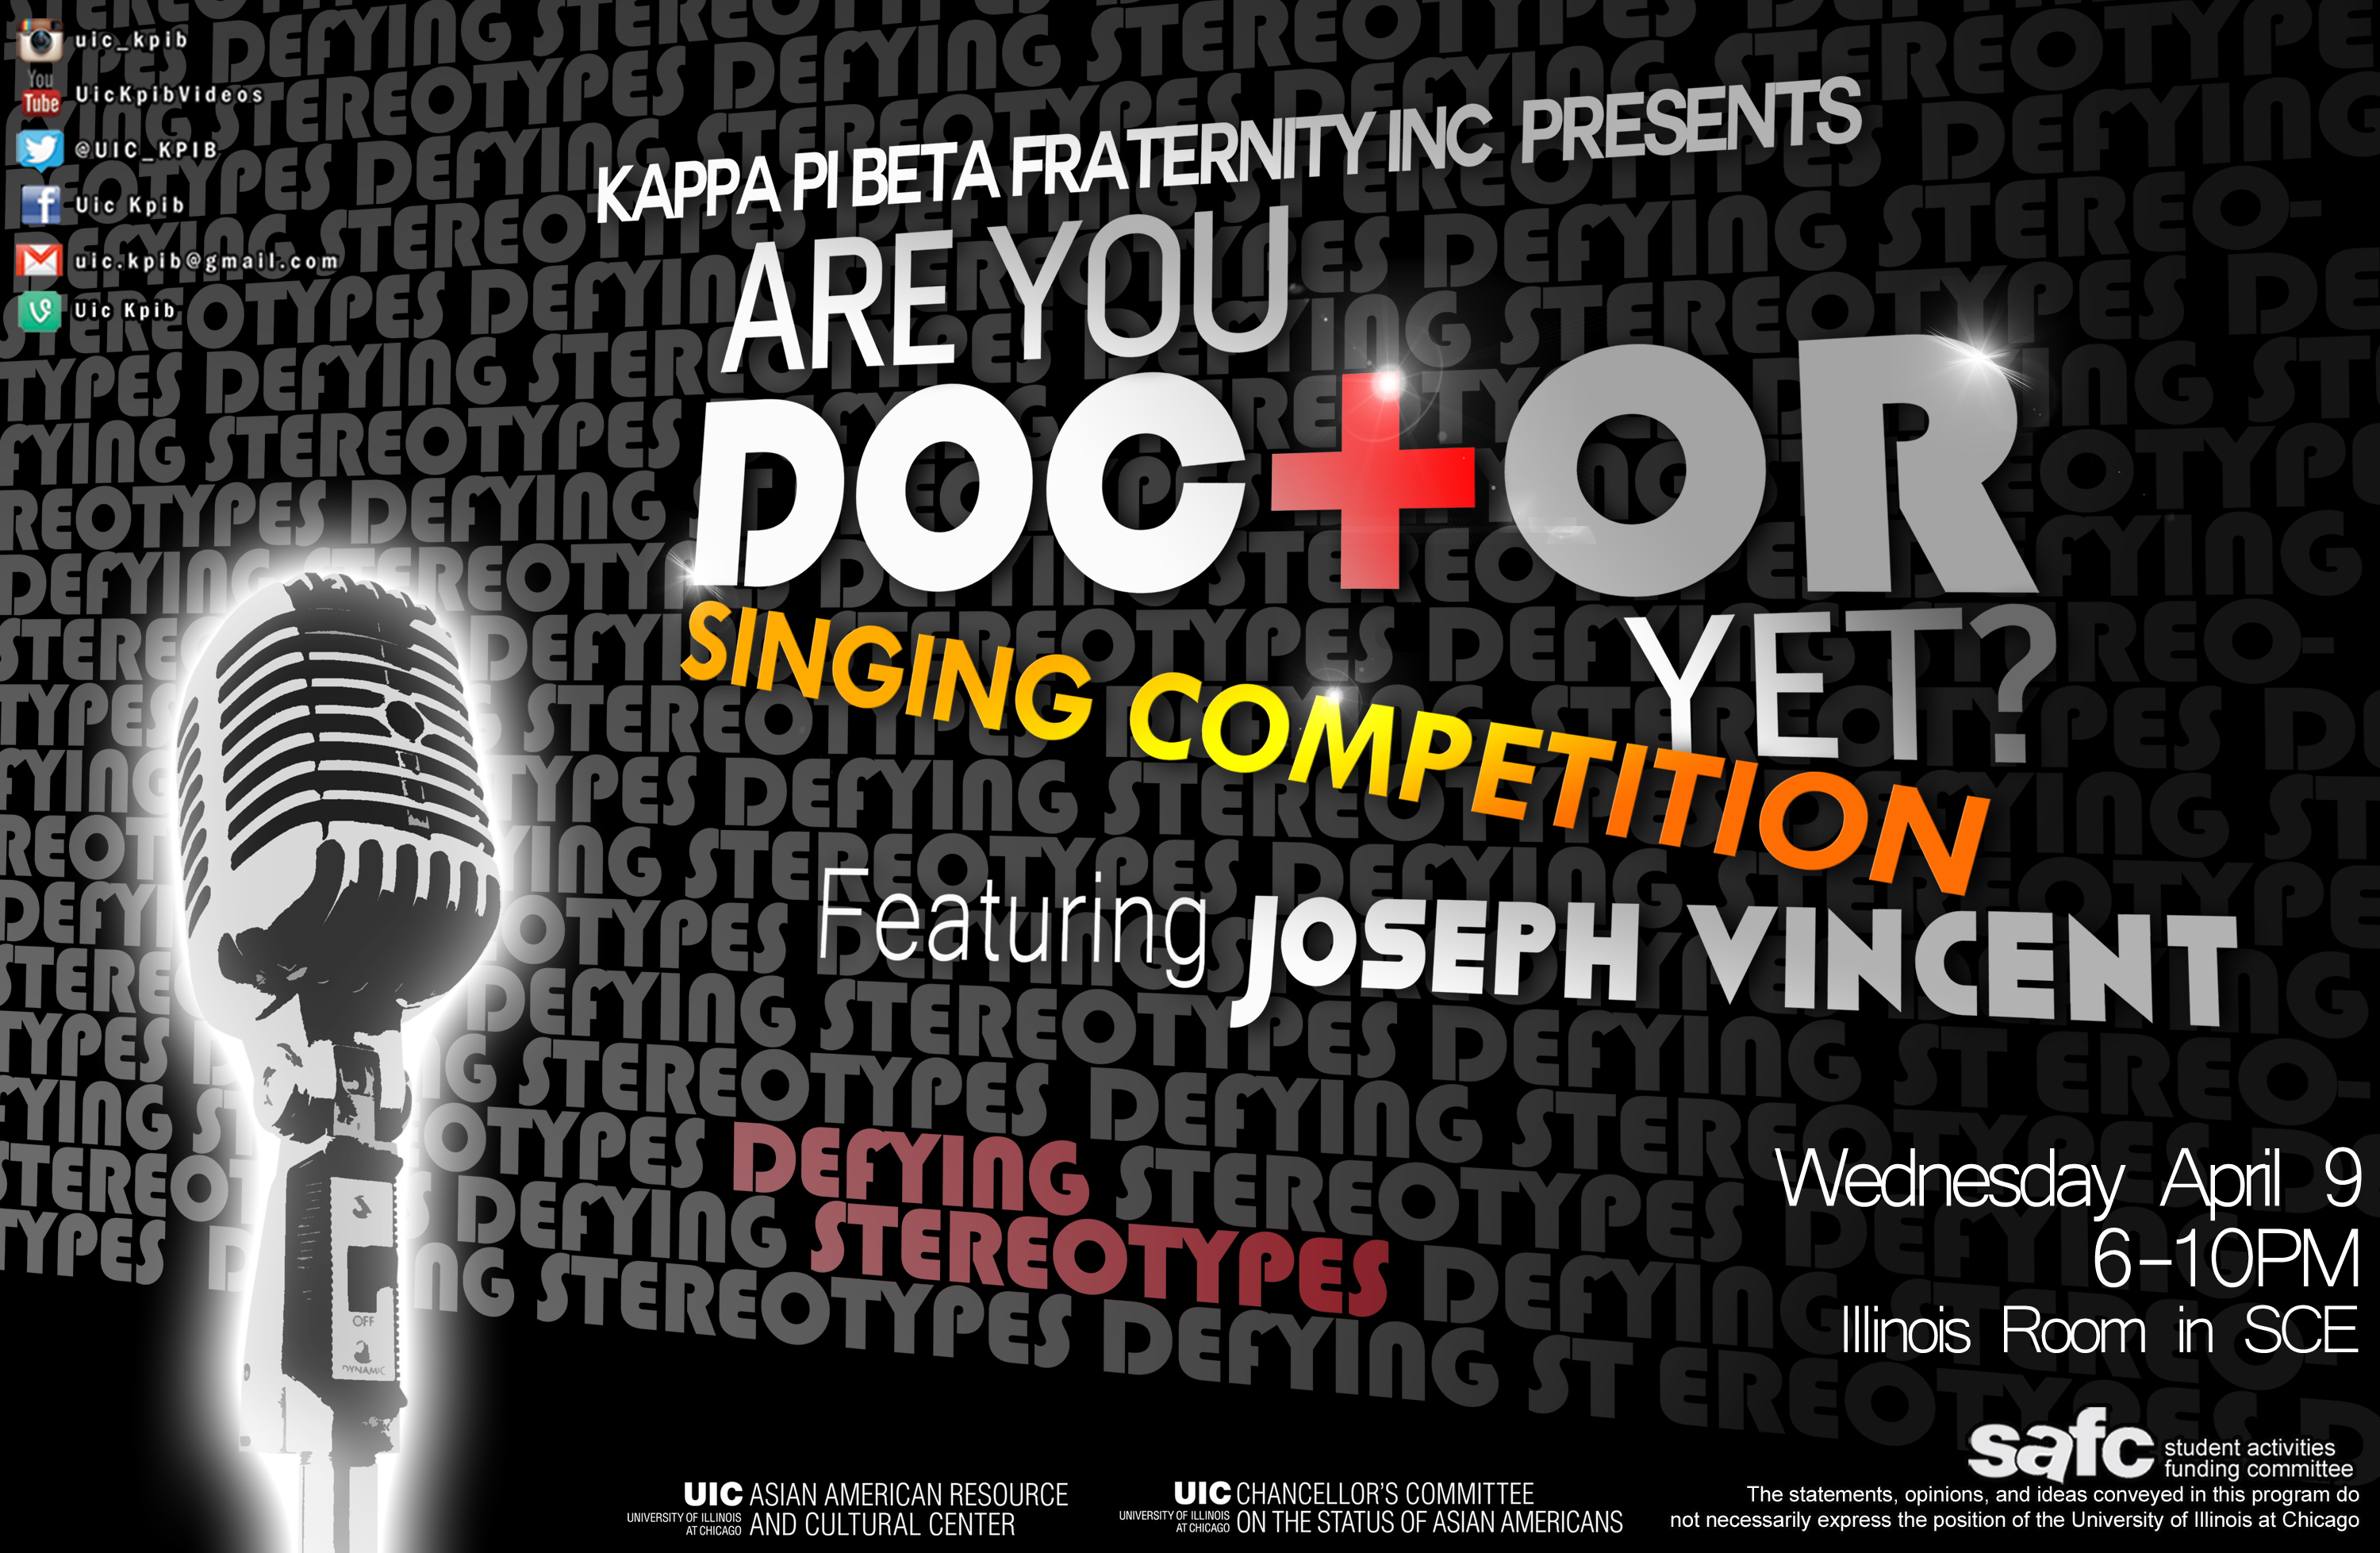 uic_kpib
You
Tube
UicKpibVideos
@UIC_KPIB
Uic Kpib
uic.kpib@gmail.com
Uic Kpib
KAPPA PI BETA FRATERNITY INC PRESENTS
ARE YOU
DOC+OR
YET?
SINGING COMPETITION
Featuring JOSEPH VINCENT
DEFYING
STEREOTYPES
Wednesday April 9
6-10PM
Illinois Room in SCE
OFF
DYNAMIC
safc student activities
funding committee
The statements, opinions, and ideas conveyed in this program do
not necessarily express the position of the University of Illinois at Chicago
UIC ASIAN AMERICAN RESOURCE
UNIVERSITY OF ILLINOIS
AT CHICAGO AND CULTURAL CENTER
UIC CHANCELLOR'S COMMITTEE
UNIVERSITY OF ILLINOIS
AT CHICAGO ON THE STATUS OF ASIAN AMERICANS